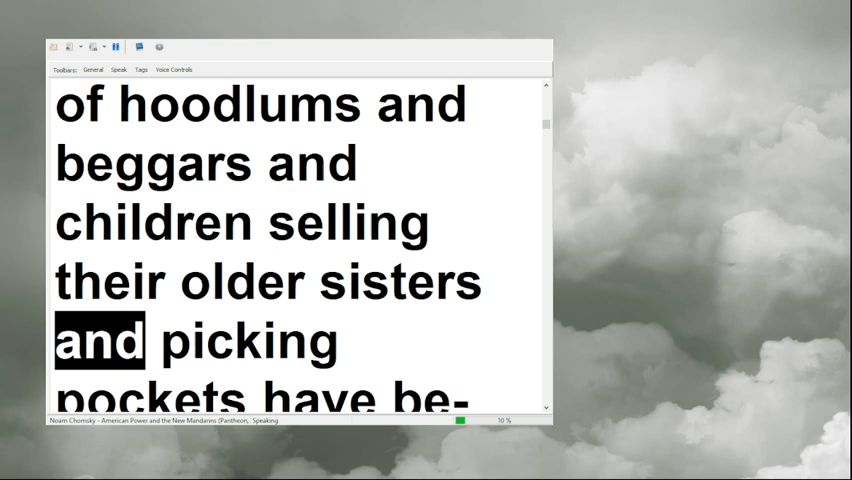 Toolbars: General Speak Tags Voice Controls
of hoodlums and
beggars and
children selling
their older sisters
and picking
pockets have be-
Noam Chomsky - American Power and the New Mandarins (Pantheon, Speaking 10 %